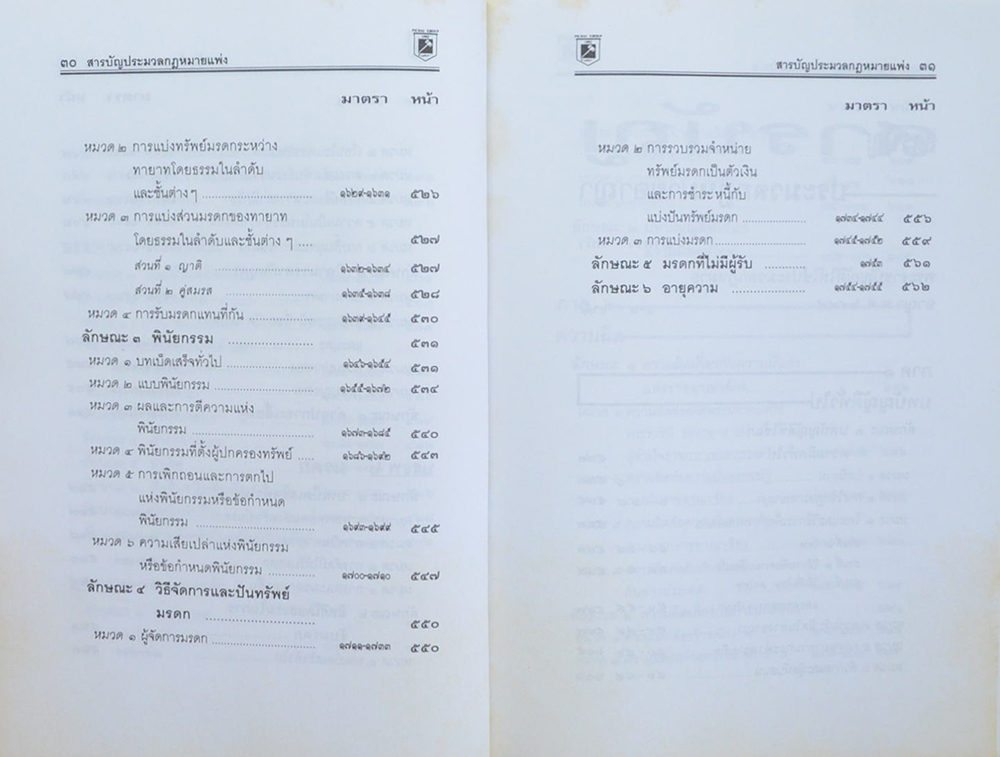 ๓๐ สารบัญประมวลกฎหมายแพ่ง
มาตรา หน้า
หมวด ๒ การแบ่งทรัพย์มรดกระหว่าง
ทายาทโดยธรรมในลำดับ
และชั้นต่างๆ ๑๖๒๙-๑๖๓๑ ๕๒๖
หมวด ๓ การแบ่งส่วนมรดกของทายาท
โดยธรรมในลำดับและชั้นต่าง ๆ .... ๕๒๗
ส่วนที่ ๑ ญาติ ๑๖๓๒-๑๖๓๔ ๕๒๗
ส่วนที่ ๒ คู่สมรส ๑๖๓๕-๑๖๓๘ ๕๒๘
หมวด ๔ การรับมรดกแทนที่กัน ๑๖๓๙-๑๖๔๕ ๕๓๐
ลักษณะ ๓ พินัยกรรม ๕๓๑
หมวด ๑ บทเบ็ดเสร็จทั่วไป ๑๖๔๖-๑๖๕๔ ๕๓๑
หมวด ๒ แบบพินัยกรรม ๑๖๕๕-๑๖๗๒ ๕๓๔
หมวด ๓ ผลและการตีความแห่ง
พินัยกรรม ๑๖๗๓-๑๖๘๕ ๕๔๐
หมวด ๔ พินัยกรรมที่ตั้งผู้ปกครองทรัพย์ .... ๑๖๘๖-๑๖๙๒ ๕๔๓
หมวด ๕ การเพิกถอนและการตกไป
แห่งพินัยกรรมหรือข้อกำหนด
พินัยกรรม ๑๖๙๓-๑๖๙๙ ๕๔๕
หมวด ๖ ความเสียเปล่าแห่งพินัยกรรม
หรือข้อกำหนดพินัยกรรม ๑๗๐๐-๑๗๑๐ ๕๔๗
ลักษณะ ๔ วิธีจัดการและปันทรัพย์
มรดก ๕๕๐
หมวด ๑ ผู้จัดการมรดก ๑๗๑๑-๑๗๓๓ ๕๕๐
สารบัญประมวลกฎหมายแพ่ง ๓๑
มาตรา หน้า
หมวด ๒ การรวบรวมจำหน่าย
ทรัพย์มรดกเป็นตัวเงิน
และการชำระหนี้กับ
แบ่งปันทรัพย์มรดก ๑๗๓๔-๑๗๔๔ ๕๕๖
หมวด ๓ การแบ่งมรดก ๑๗๔๕-๑๗๕๒ ๕๕๙
ลักษณะ ๕ มรดกที่ไม่มีผู้รับ ๑๗๕๓ ๕๖๑
ลักษณะ ๖ อายุความ ๑๗๕๔-๑๗๕๕ ๕๖๒